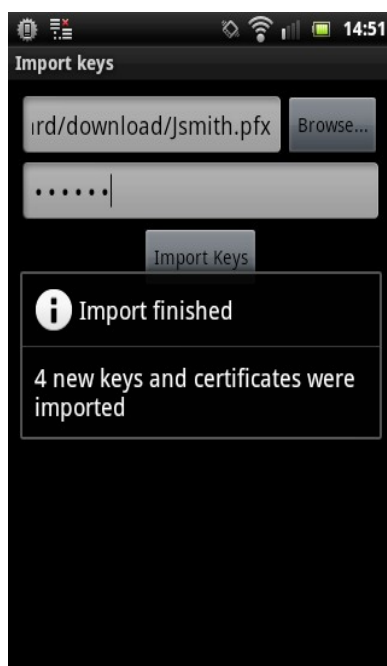 14:51
Import keys
ırd/download/Jsmith.pfx Browse...
Import Keys
Import finished
4 new keys and certificates were
imported